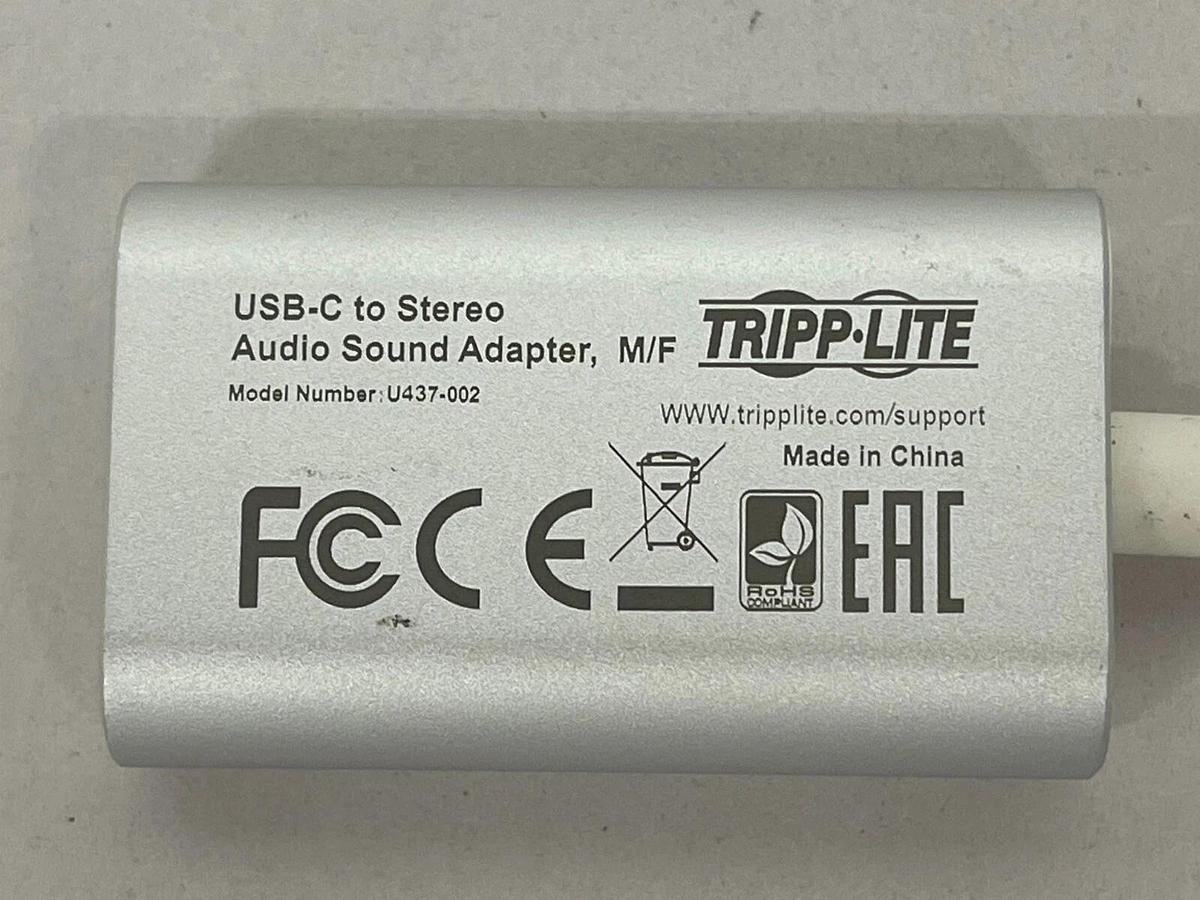 USB-C to Stereo
Audio Sound Adapter, M/F
Model Number: U437-002
TRIPP·LITE
WWW.tripplite.com/support
Made in China
FC CE
RoHS
COMPLIANT
EAC